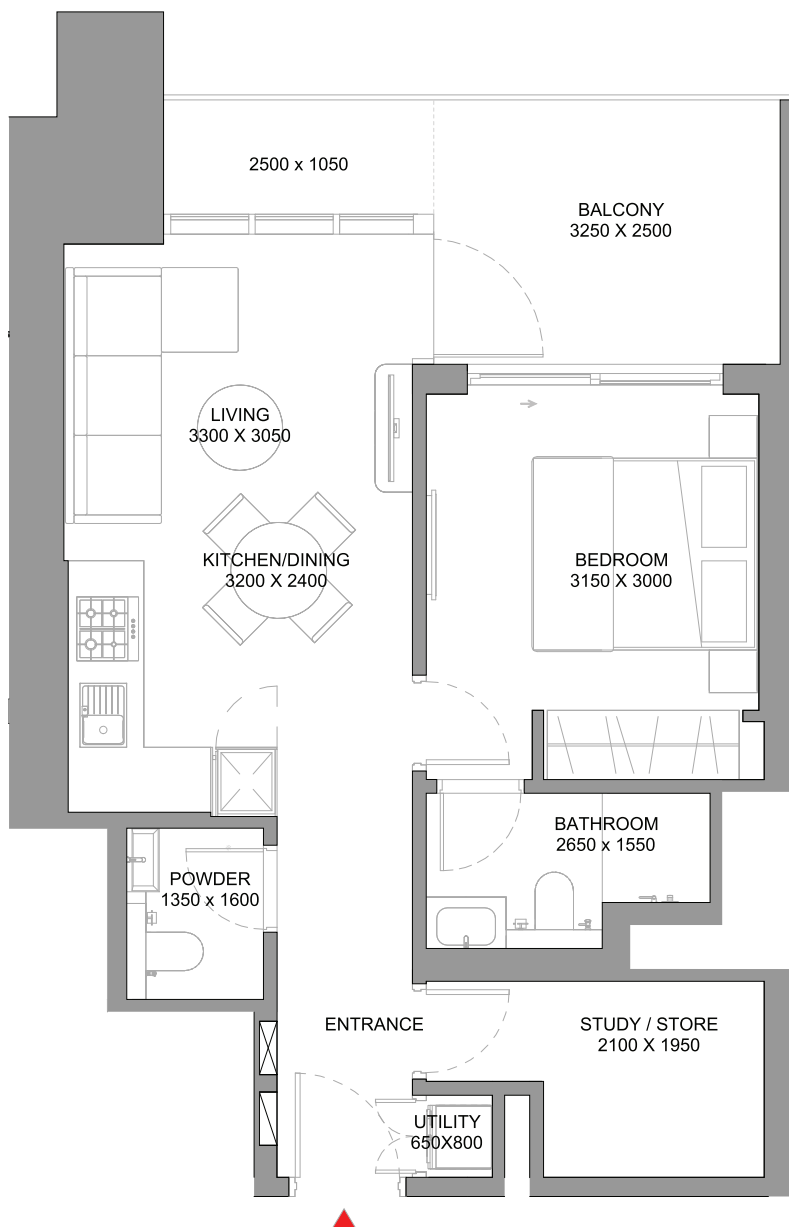 2500 x 1050
BALCONY
3250 X 2500
LIVING
3300 X 3050
KITCHEN/DINING
3200 X 2400
BEDROOM
3150 X 3000
BATHROOM
2650 x 1550
POWDER
1350 x 1600
ENTRANCE
STUDY / STORE
2100 X 1950
UTILITY
650X800